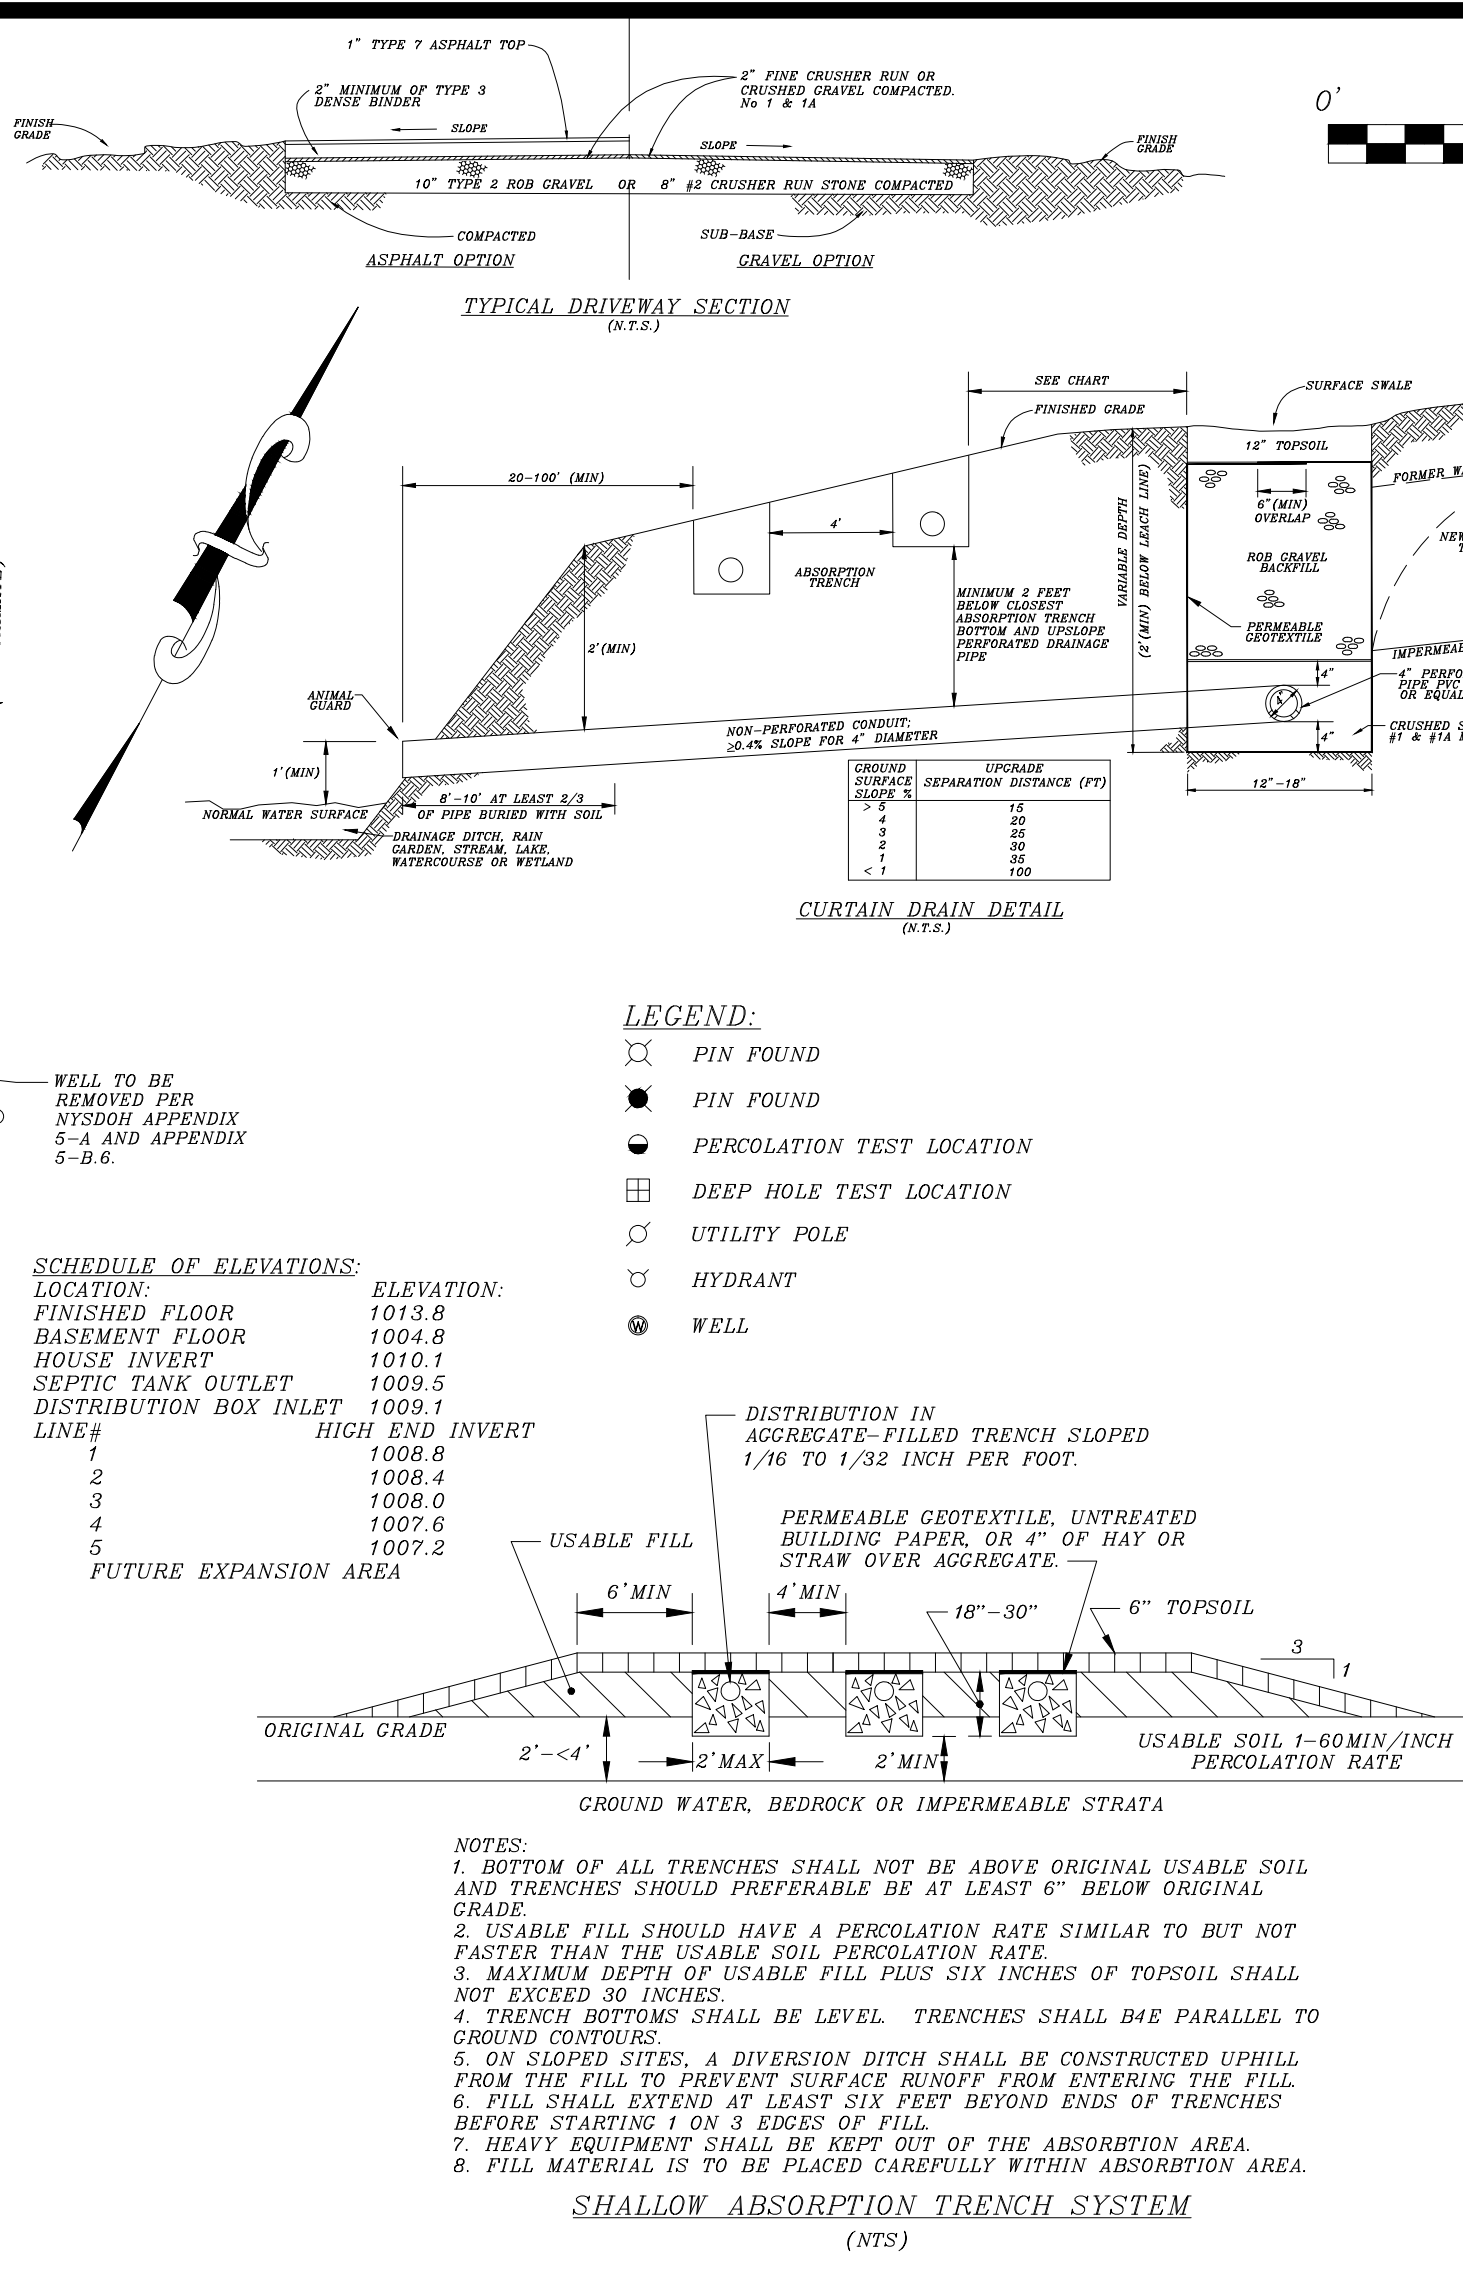 1" TYPE 7 ASPHALT TOP
2" MINIMUM OF TYPE 3
DENSE BINDER
2" FINE CRUSHER RUN OR
CRUSHED GRAVEL COMPACTED.
No 1 & 1A
0'
FINISH
GRADE
SLOPE
SLOPE
FINISH
GRADE
10" TYPE 2 ROB GRAVEL OR 8" #2 CRUSHER RUN STONE COMPACTED
COMPACTED
SUB-BASE
ASPHALT OPTION
GRAVEL OPTION
TYPICAL DRIVEWAY SECTION
(N.T.S.)
SEE CHART
FINISHED GRADE
SURFACE SWALE
12" TOPSOIL
20-100' (MIN)
FORMER
6"(MIN)
OVERLAP
4'
ABSORPTION
TRENCH
ROB GRAVEL
BACKFILL
VARIABLE DEPTH
(2'(MIN) BELOW LEACH LINE)
MINIMUM 2 FEET
BELOW CLOSEST
ABSORPTION TRENCH
BOTTOM AND UPSLOPE
PERFORATED DRAINAGE
PIPE
PERMEABLE
GEOTEXTILE
2'(MIN)
4"
4"
4"
PIPE PVC
OR EQUAL
ANIMAL
GUARD
NON-PERFORATED CONDUIT;
≥0.4% SLOPE FOR 4" DIAMETER
CRUSHED
#1 & #1A
1'(MIN)
12"-18"
8'-10' AT LEAST 2/3
OF PIPE BURIED WITH SOIL
NORMAL WATER SURFACE
DRAINAGE DITCH, RAIN
GARDEN, STREAM, LAKE,
WATERCOURSE OR WETLAND
GROUND SURFACE SLOPE % UPGRADE SEPARATION DISTANCE (FT)
> 5 15
4 20
3 25
2 30
1 35
< 1 100
CURTAIN DRAIN DETAIL
(N.T.S.)
LEGEND:
PIN FOUND
PIN FOUND
PERCOLATION TEST LOCATION
DEEP HOLE TEST LOCATION
UTILITY POLE
HYDRANT
W WELL
WELL TO BE
REMOVED PER
NYSDOH APPENDIX
5-A AND APPENDIX
5-B.6.
SCHEDULE OF ELEVATIONS:
LOCATION: ELEVATION:
FINISHED FLOOR 1013.8
BASEMENT FLOOR 1004.8
HOUSE INVERT 1010.1
SEPTIC TANK OUTLET 1009.5
DISTRIBUTION BOX INLET 1009.1
LINE# HIGH END INVERT
1 1008.8
2 1008.4
3 1008.0
4 1007.6
5 1007.2
FUTURE EXPANSION AREA
DISTRIBUTION IN
AGGREGATE-FILLED TRENCH SLOPED
1/16 TO 1/32 INCH PER FOOT.
PERMEABLE GEOTEXTILE, UNTREATED
BUILDING PAPER, OR 4" OF HAY OR
STRAW OVER AGGREGATE.
USABLE FILL
6'MIN
4'MIN
18"-30"
6" TOPSOIL
3
1
ORIGINAL GRADE
2'-<4'
2'MAX
2'MIN
USABLE SOIL 1-60MIN/INCH
PERCOLATION RATE
GROUND WATER, BEDROCK OR IMPERMEABLE STRATA
NOTES:
1. BOTTOM OF ALL TRENCHES SHALL NOT BE ABOVE ORIGINAL USABLE SOIL
AND TRENCHES SHOULD PREFERABLE BE AT LEAST 6" BELOW ORIGINAL
GRADE.
2. USABLE FILL SHOULD HAVE A PERCOLATION RATE SIMILAR TO BUT NOT
FASTER THAN THE USABLE SOIL PERCOLATION RATE.
3. MAXIMUM DEPTH OF USABLE FILL PLUS SIX INCHES OF TOPSOIL SHALL
NOT EXCEED 30 INCHES.
4. TRENCH BOTTOMS SHALL BE LEVEL. TRENCHES SHALL B4E PARALLEL TO
GROUND CONTOURS.
5. ON SLOPED SITES, A DIVERSION DITCH SHALL BE CONSTRUCTED UPHILL
FROM THE FILL TO PREVENT SURFACE RUNOFF FROM ENTERING THE FILL.
6. FILL SHALL EXTEND AT LEAST SIX FEET BEYOND ENDS OF TRENCHES
BEFORE STARTING 1 ON 3 EDGES OF FILL.
7. HEAVY EQUIPMENT SHALL BE KEPT OUT OF THE ABSORBTION AREA.
8. FILL MATERIAL IS TO BE PLACED CAREFULLY WITHIN ABSORBTION AREA.
SHALLOW ABSORPTION TRENCH SYSTEM
(NTS)